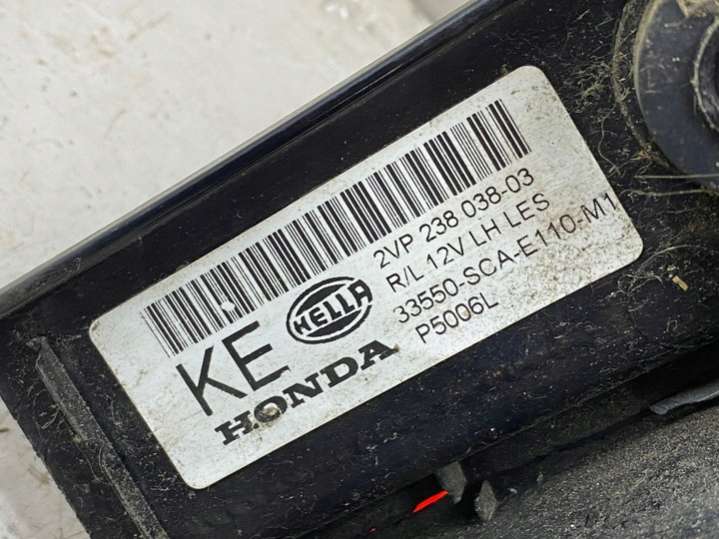 2VP 238 038-03
R/L 12V LH LES
33550-SCA-E110-M1
P5006L
KE
HELLA
HONDA